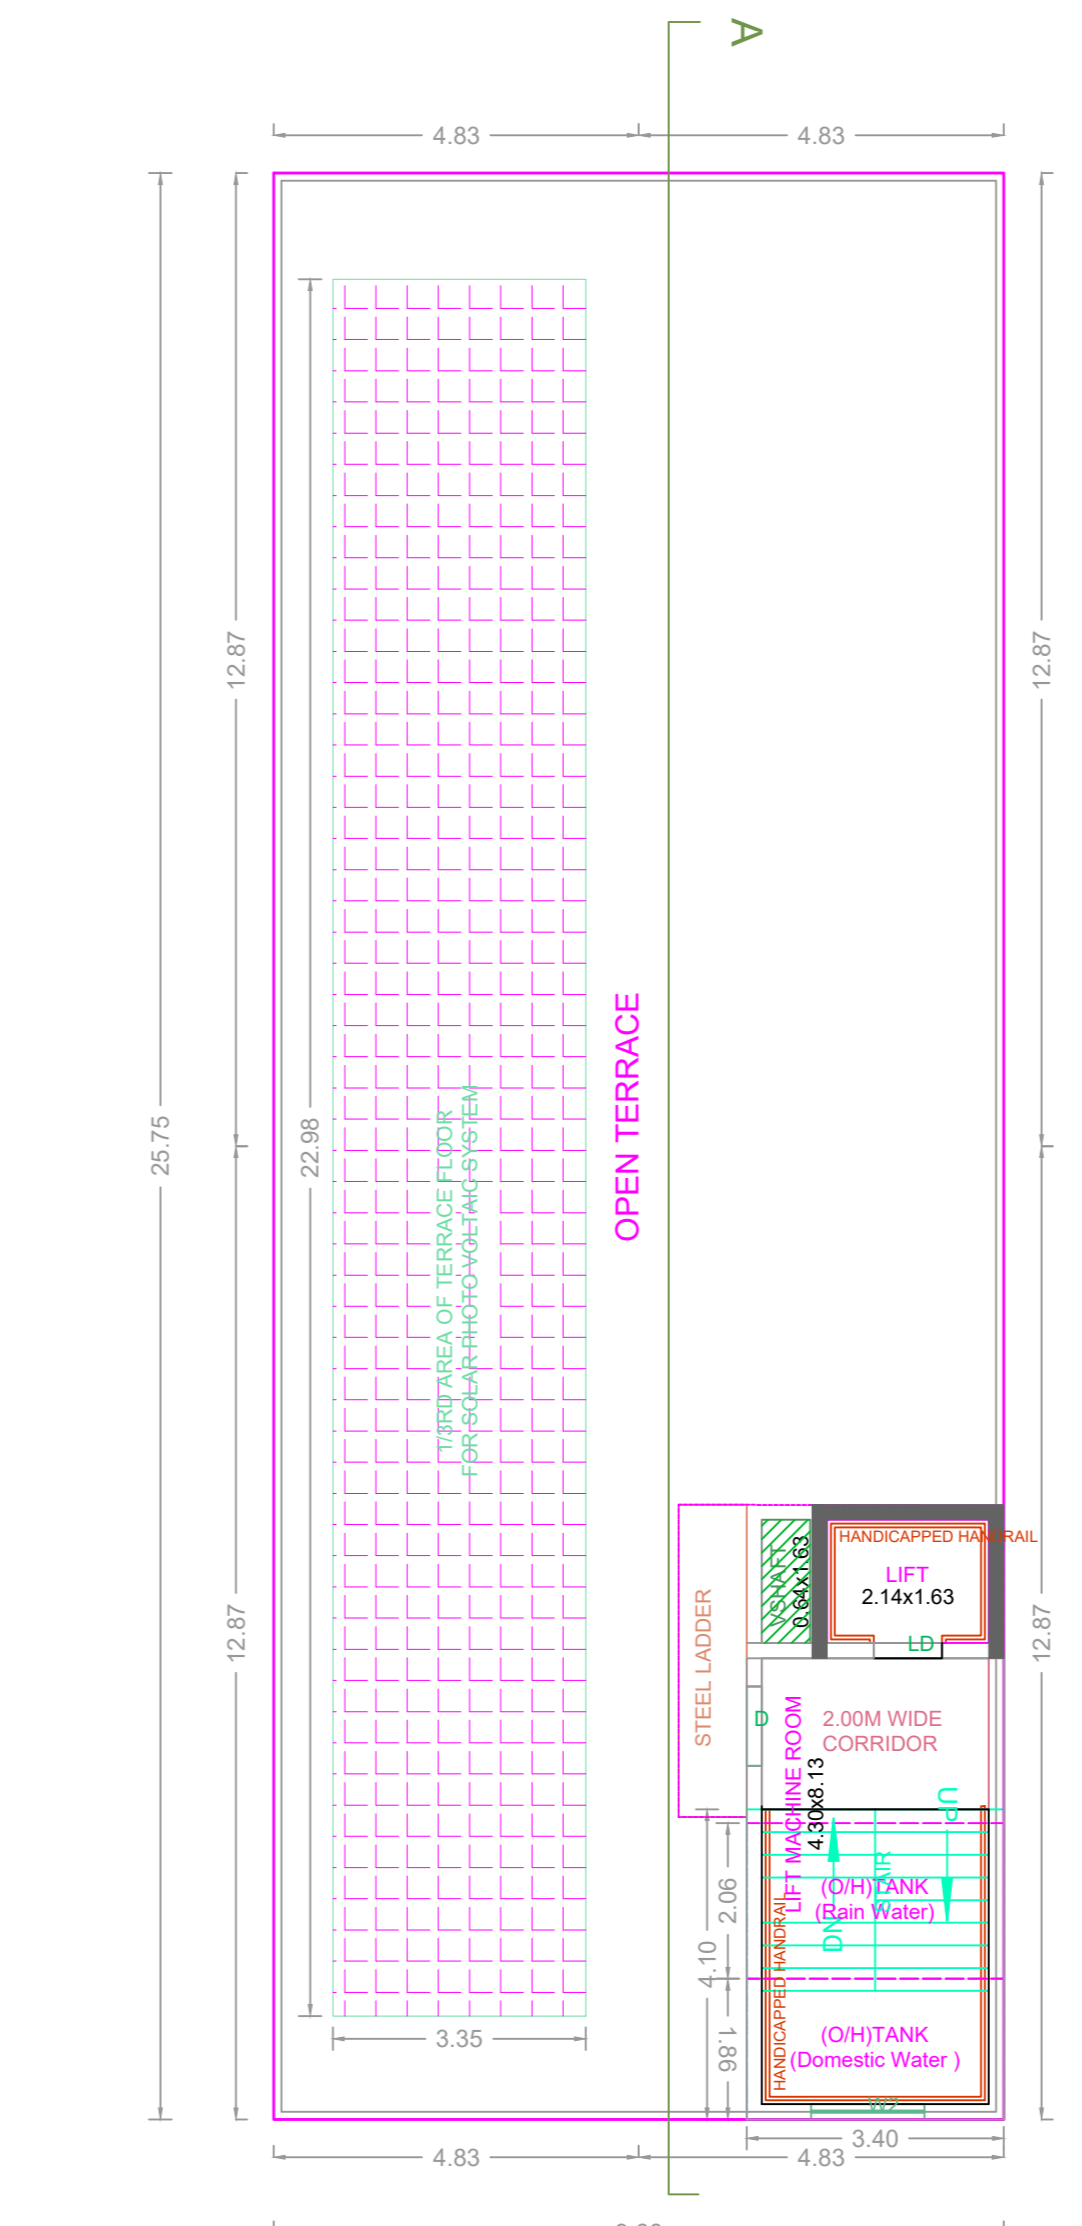 A
4.83
4.83
12.87
12.87
25.75
22.98
OPEN TERRACE
1/3RD AREA OF TERRACE FLOOR
FOR SOLAR PHOTO VOLTAIC SYSTEM
HANDICAPPED HANDRAIL
LIFT
2.14x1.63
VSHAFT
0.64x1.63
LD
STEEL LADDER
D
2.00M WIDE
CORRIDOR
LIFT MACHINE ROOM
4.30x8.13
UP
12.87
12.87
(O/H)TANK
(Rain Water)
STAIR
DN
2.06
4.10
1.86
HANDICAPPED HANDRAIL
(O/H)TANK
(Domestic Water )
W2
3.35
3.40
4.83
4.83